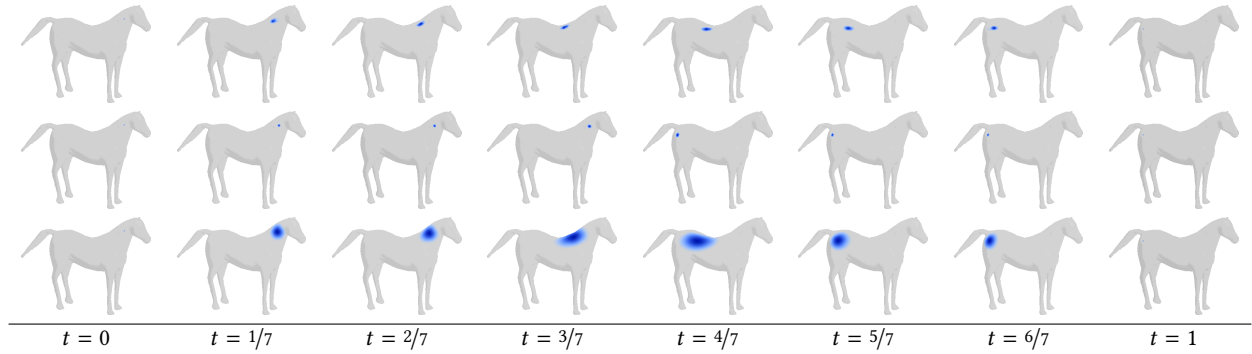 t = 0 t = 1/7 t = 2/7 t = 3/7 t = 4/7 t = 5/7 t = 6/7 t = 1